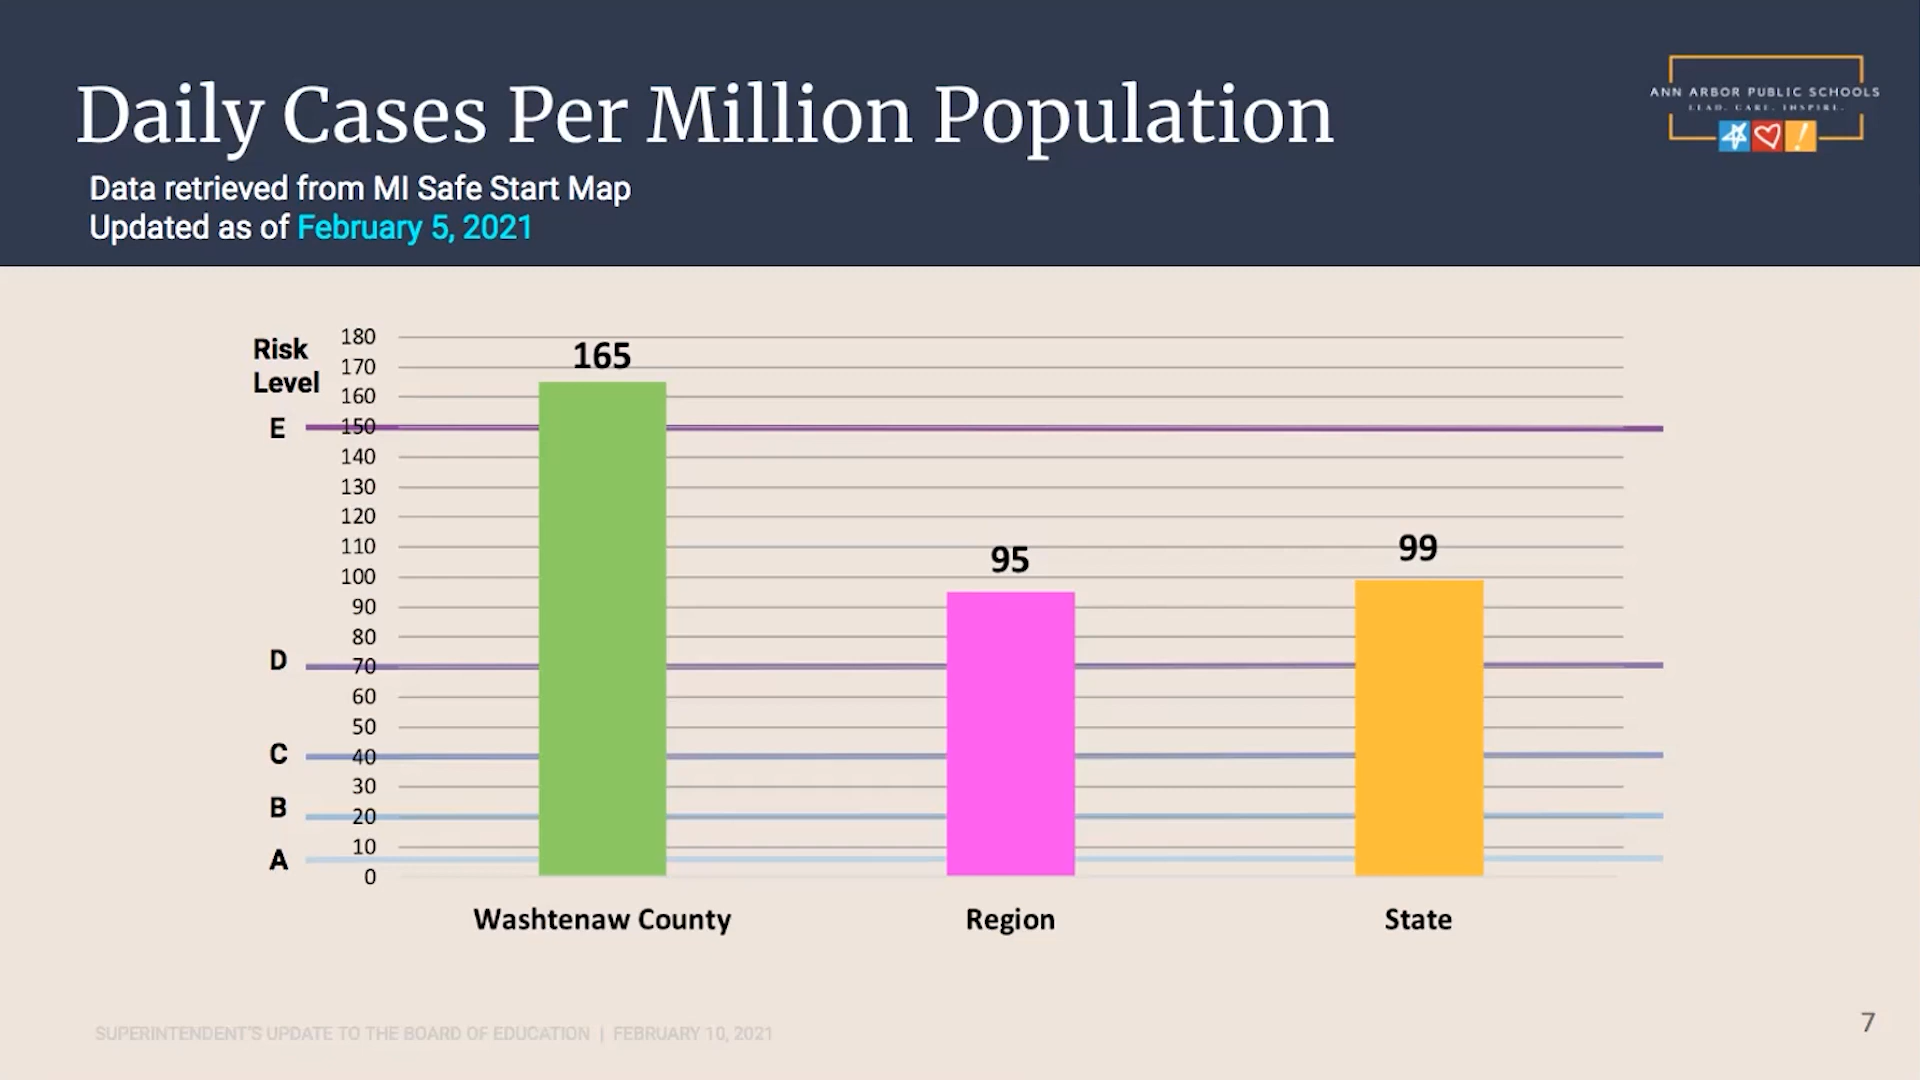 Daily Cases Per Million Population
Data retrieved from MI Safe Start Map
Updated as of February 5, 2021
ANN ARBOR PUBLIC SCHOOLS
LEAD. CARE. INSPIRE.
Risk
Level
E
D
C
B
A
180
170
160
150
140
130
120
110
100
90
80
70
60
50
40
30
20
10
0
165
95
99
Washtenaw County
Region
State
SUPERINTENDENT'S UPDATE TO THE BOARD OF EDUCATION | FEBRUARY 10, 2021
7